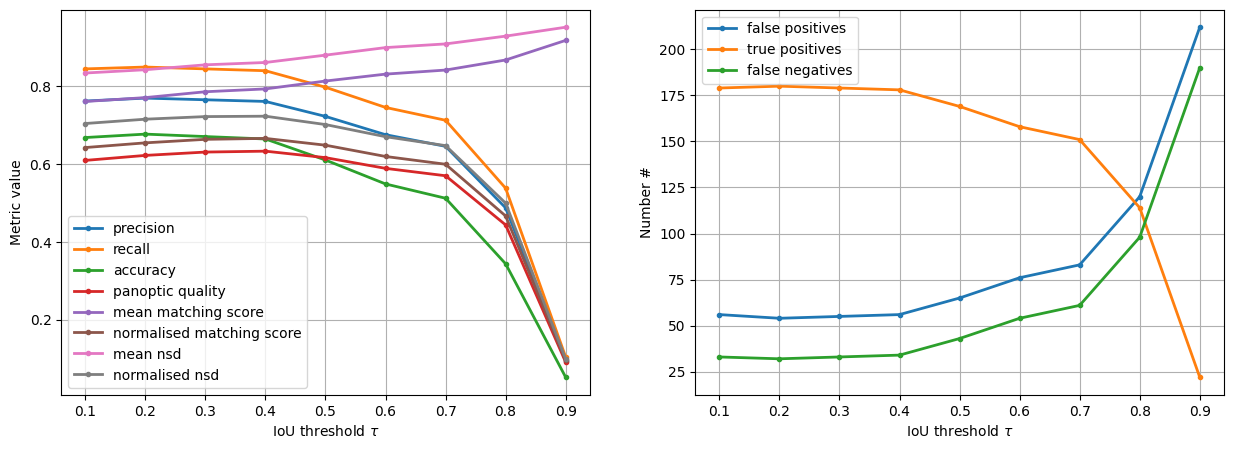 Metric value
0.8
0.6
0.4
0.2
precision
recall
accuracy
panoptic quality
mean matching score
normalised matching score
mean nsd
normalised nsd
0.1 0.2 0.3 0.4 0.5 0.6 0.7 0.8 0.9
IoU threshold τ
Number #
200
175
150
125
100
75
50
25
false positives
true positives
false negatives
0.1 0.2 0.3 0.4 0.5 0.6 0.7 0.8 0.9
IoU threshold τ